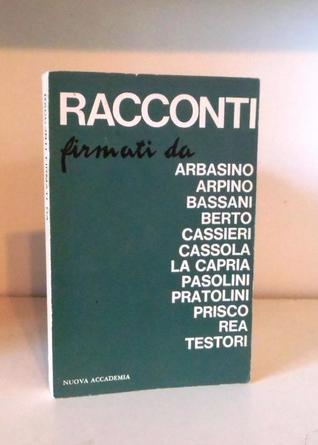 RACCONTI
firmati da
ARBASINO
ARPINO
BASSANI
BERTO
CASSIERI
CASSOLA
LA CAPRIA
PASOLINI
PRATOLINI
PRISCO
REA
TESTORI
NUOVA ACCADEMIA